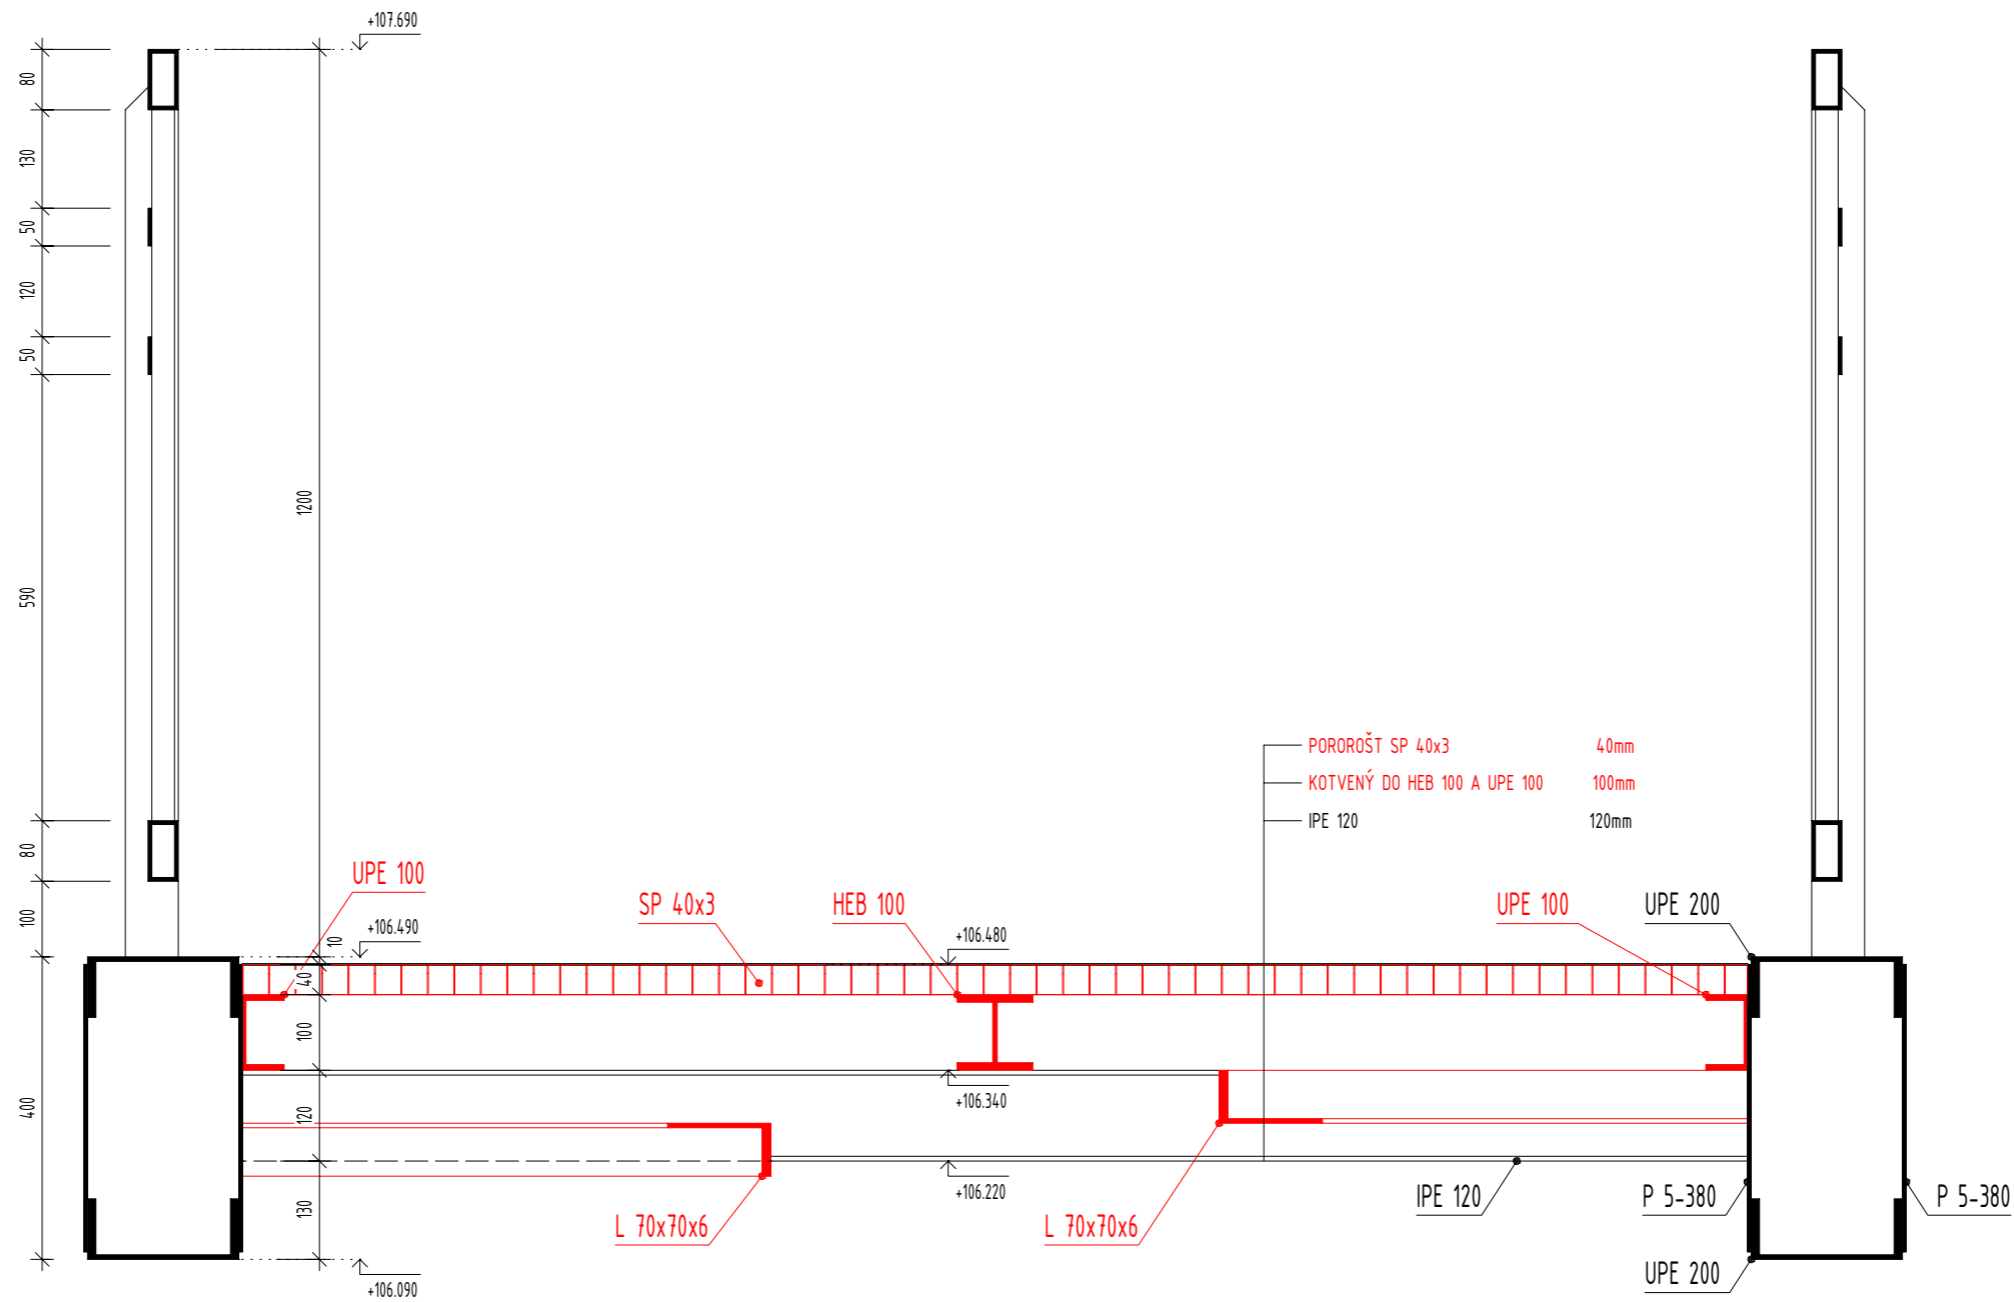 +107.690
80
130
50
120
50
1200
590
POROROŠT SP 40x3 40mm
KOTVENÝ DO HEB 100 A UPE 100 100mm
IPE 120 120mm
80
UPE 100
SP 40x3
HEB 100
UPE 100
UPE 200
100
+106.490
10
+106.480
40
100
+106.340
400
120
+106.220
IPE 120
P 5-380
P 5-380
130
L 70x70x6
L 70x70x6
UPE 200
+106.090